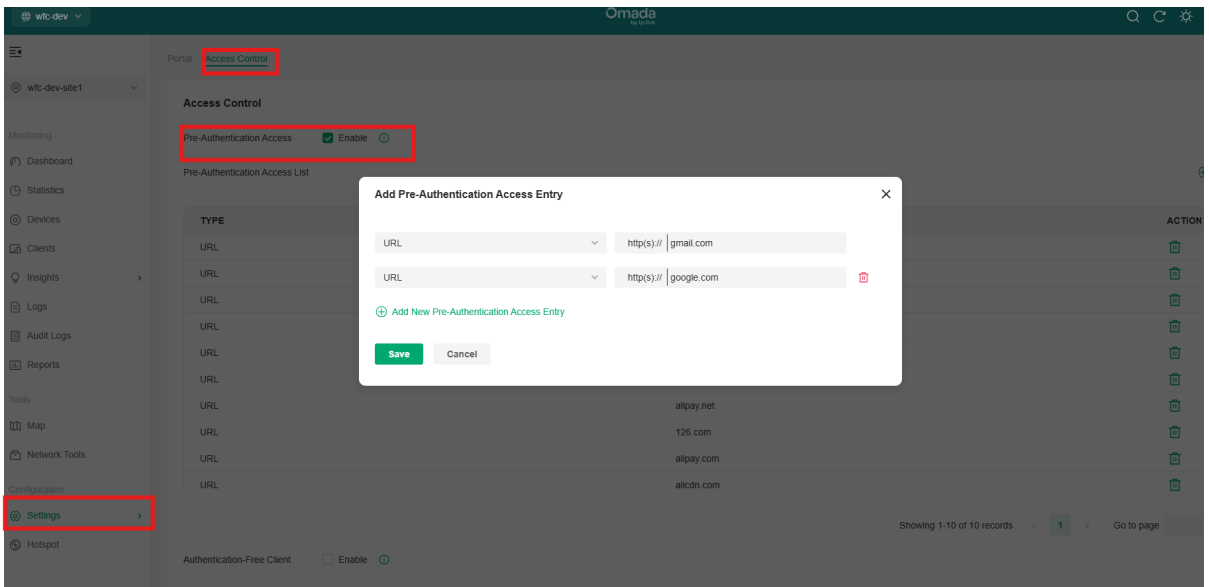 wfc-dev
Omada
by tp-link
wfc-dev-site1
Monitoring
Dashboard
Statistics
Devices
Clients
Insights
Logs
Audit Logs
Reports
Tools
Map
Network Tools
Configuration
Settings
Hotspot
Portal Access Control
Access Control
Pre-Authentication Access Enable
Pre-Authentication Access List
TYPE ACTION
URL
URL
URL
URL
URL
URL
URL alipay.net
URL 126.com
URL alipay.com
URL alicdn.com
Showing 1-10 of 10 records < 1 > Go to page
Authentication-Free Client Enable
Add Pre-Authentication Access Entry
URL http(s):// gmail.com
URL http(s):// google.com
Add New Pre-Authentication Access Entry
Save Cancel